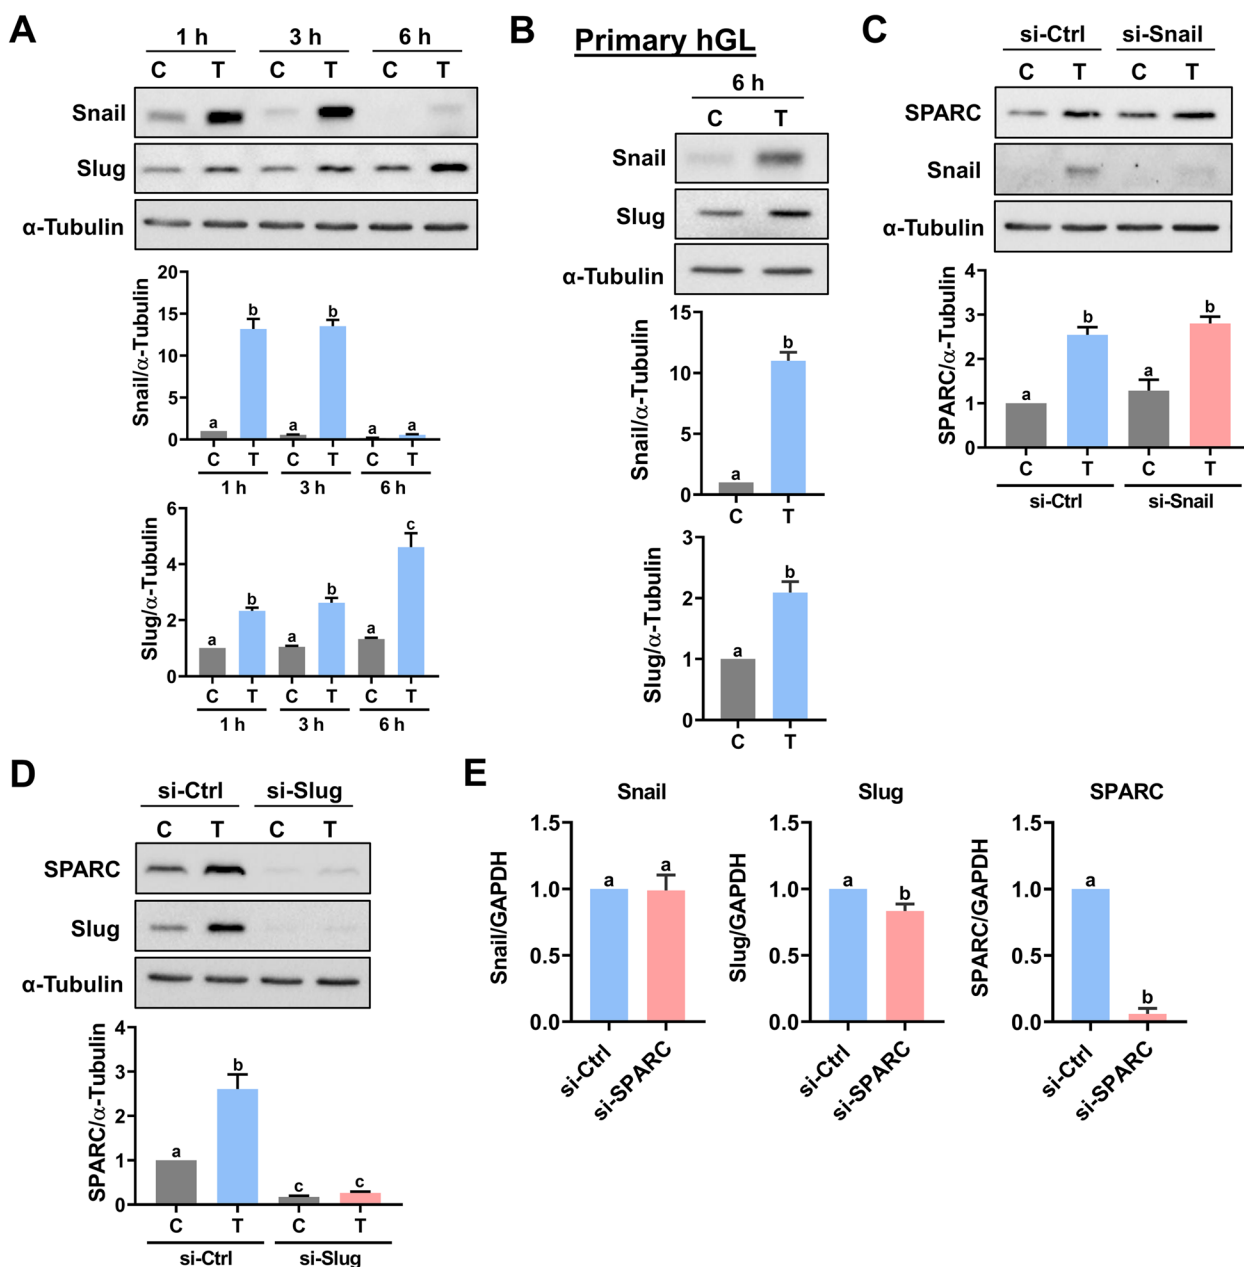 A
1 h 3 h 6 h
C T C T C T
Snail
Slug
α-Tubulin
Snail/α-Tubulin
20
15
10
5
0
a b a b a a
C T C T C T
1 h 3 h 6 h
Slug/α-Tubulin
6
4
2
0
a b a b a c
C T C T C T
1 h 3 h 6 h
B
Primary hGL
6 h
C T
Snail
Slug
α-Tubulin
Snail/α-Tubulin
15
10
5
0
a b
C T
Slug/α-Tubulin
3
2
1
0
a b
C T
C
si-Ctrl si-Snail
C T C T
SPARC
Snail
α-Tubulin
SPARC/α-Tubulin
4
3
2
1
0
a b a b
C T C T
si-Ctrl si-Snail
D
si-Ctrl si-Slug
C T C T
SPARC
Slug
α-Tubulin
SPARC/α-Tubulin
4
3
2
1
0
a b c c
C T C T
si-Ctrl si-Slug
E
Snail
Snail/GAPDH
1.5
1.0
0.5
0.0
a a
si-Ctrl si-SPARC
Slug
Slug/GAPDH
1.5
1.0
0.5
0.0
a b
si-Ctrl si-SPARC
SPARC
SPARC/GAPDH
1.5
1.0
0.5
0.0
a b
si-Ctrl si-SPARC